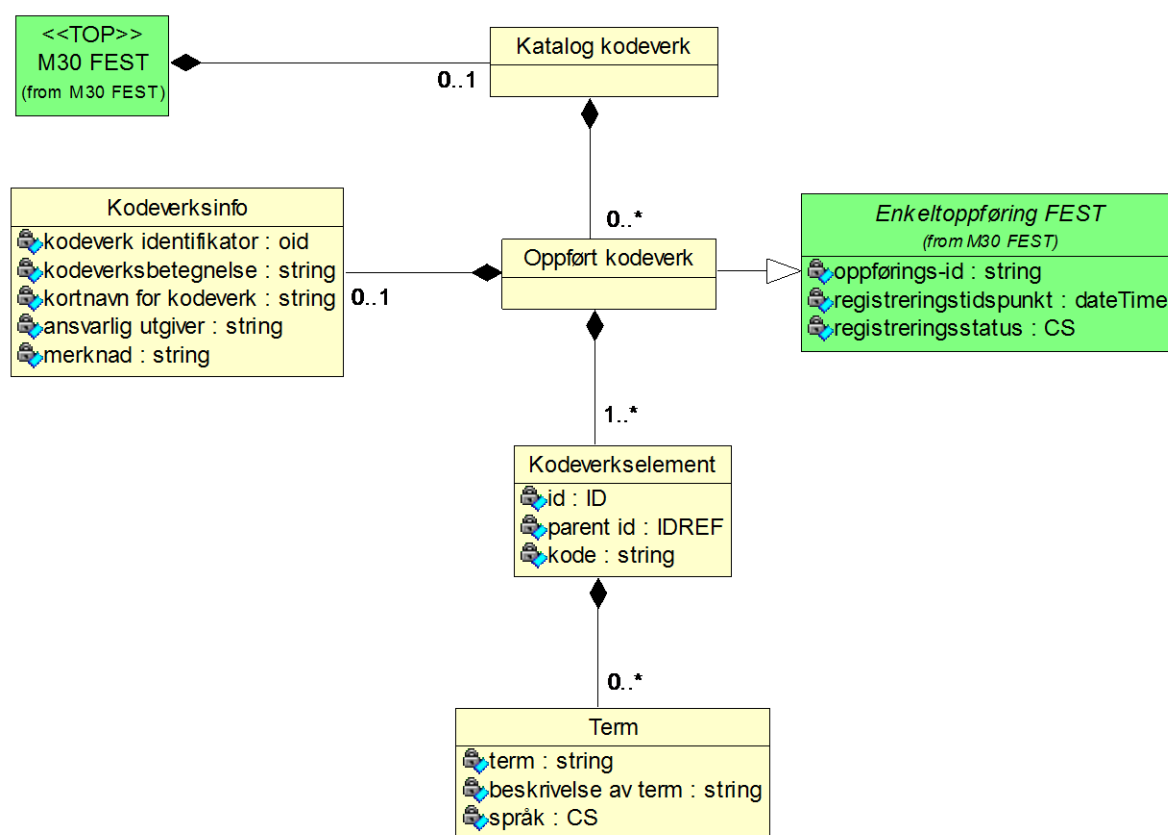 <<TOP>>
M30 FEST
(from M30 FEST)
Katalog kodeverk
0..1
0..*
Kodeverksinfo
kodeverk identifikator : oid
kodeverksbetegnelse : string
kortnavn for kodeverk : string
ansvarlig utgiver : string
merknad : string
0..1
Oppført kodeverk
Enkeltoppføring FEST
(from M30 FEST)
oppførings-id : string
registreringstidspunkt : dateTime
registreringsstatus : CS
1..*
Kodeverkselement
id : ID
parent id : IDREF
kode : string
0..*
Term
term : string
beskrivelse av term : string
språk : CS